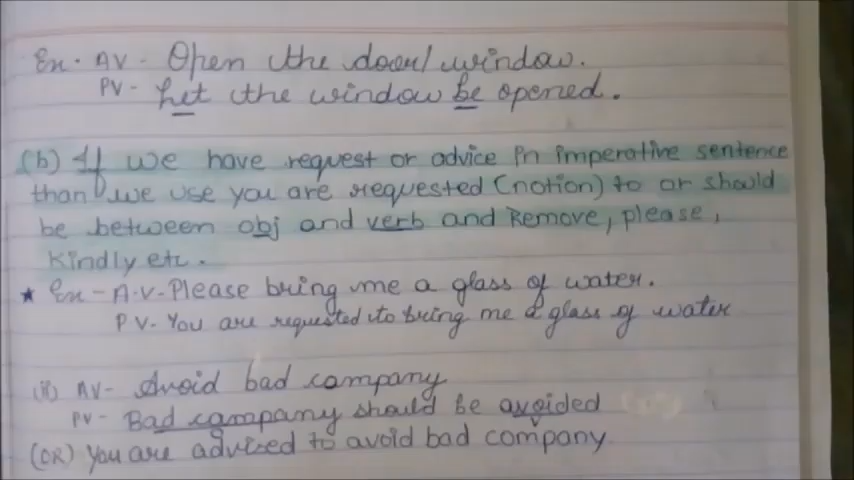 Ex. AV - Open the door/window.
PV - Let the window be opened.
(b) If we have request or advice in imperative sentence
than we use you are requested (notion) to or should
be between obj and verb and Remove, please,
Kindly etc.
★ Ex - A.V. Please bring me a glass of water.
P V - You are requested to bring me a glass of water
(ii) AV - Avoid bad company
PV - Bad company should be avoided
(OR) You are advised to avoid bad company